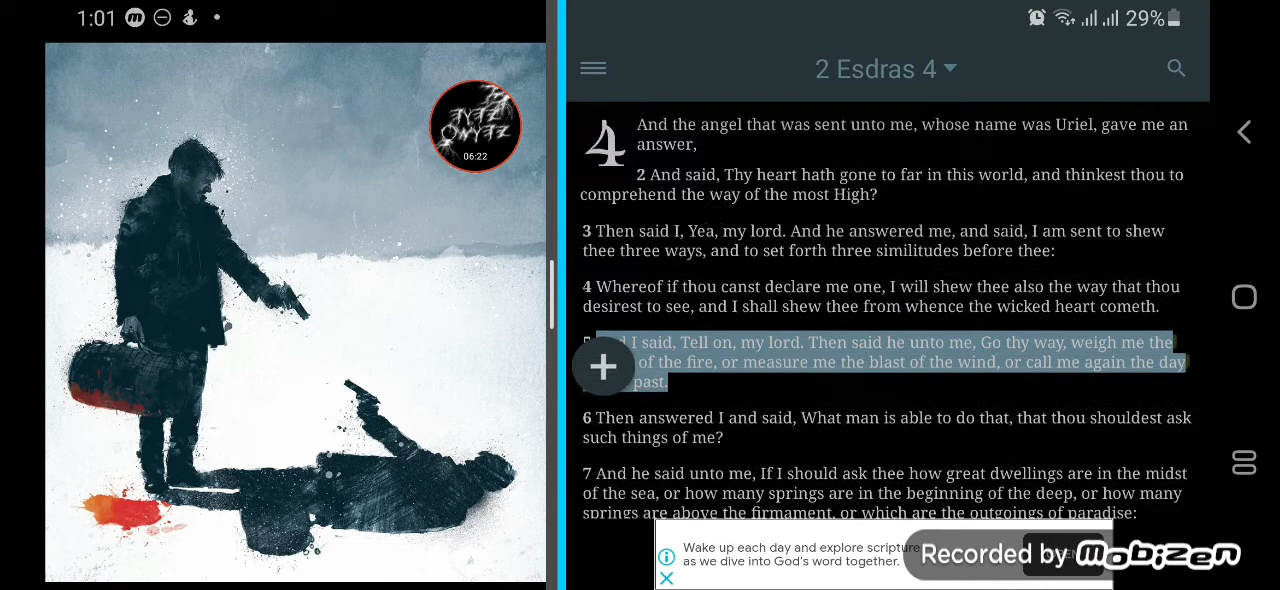 1:01
06:22
29%
2 Esdras 4
4 And the angel that was sent unto me, whose name was Uriel, gave me an
answer,
2 And said, Thy heart hath gone to far in this world, and thinkest thou to
comprehend the way of the most High?
3 Then said I, Yea, my lord. And he answered me, and said, I am sent to shew
thee three ways, and to set forth three similitudes before thee:
4 Whereof if thou canst declare me one, I will shew thee also the way that thou
desirest to see, and I shall shew thee from whence the wicked heart cometh.
I said, Tell on, my lord. Then said he unto me, Go thy way, weigh me the
of the fire, or measure me the blast of the wind, or call me again the day
past.
6 Then answered I and said, What man is able to do that, that thou shouldest ask
such things of me?
7 And he said unto me, If I should ask thee how great dwellings are in the midst
of the sea, or how many springs are in the beginning of the deep, or how many
springs are above the firmament, or which are the outgoings of paradise:
Wake up each day and explore scripture
as we dive into God's word together.
Recorded by mobizen